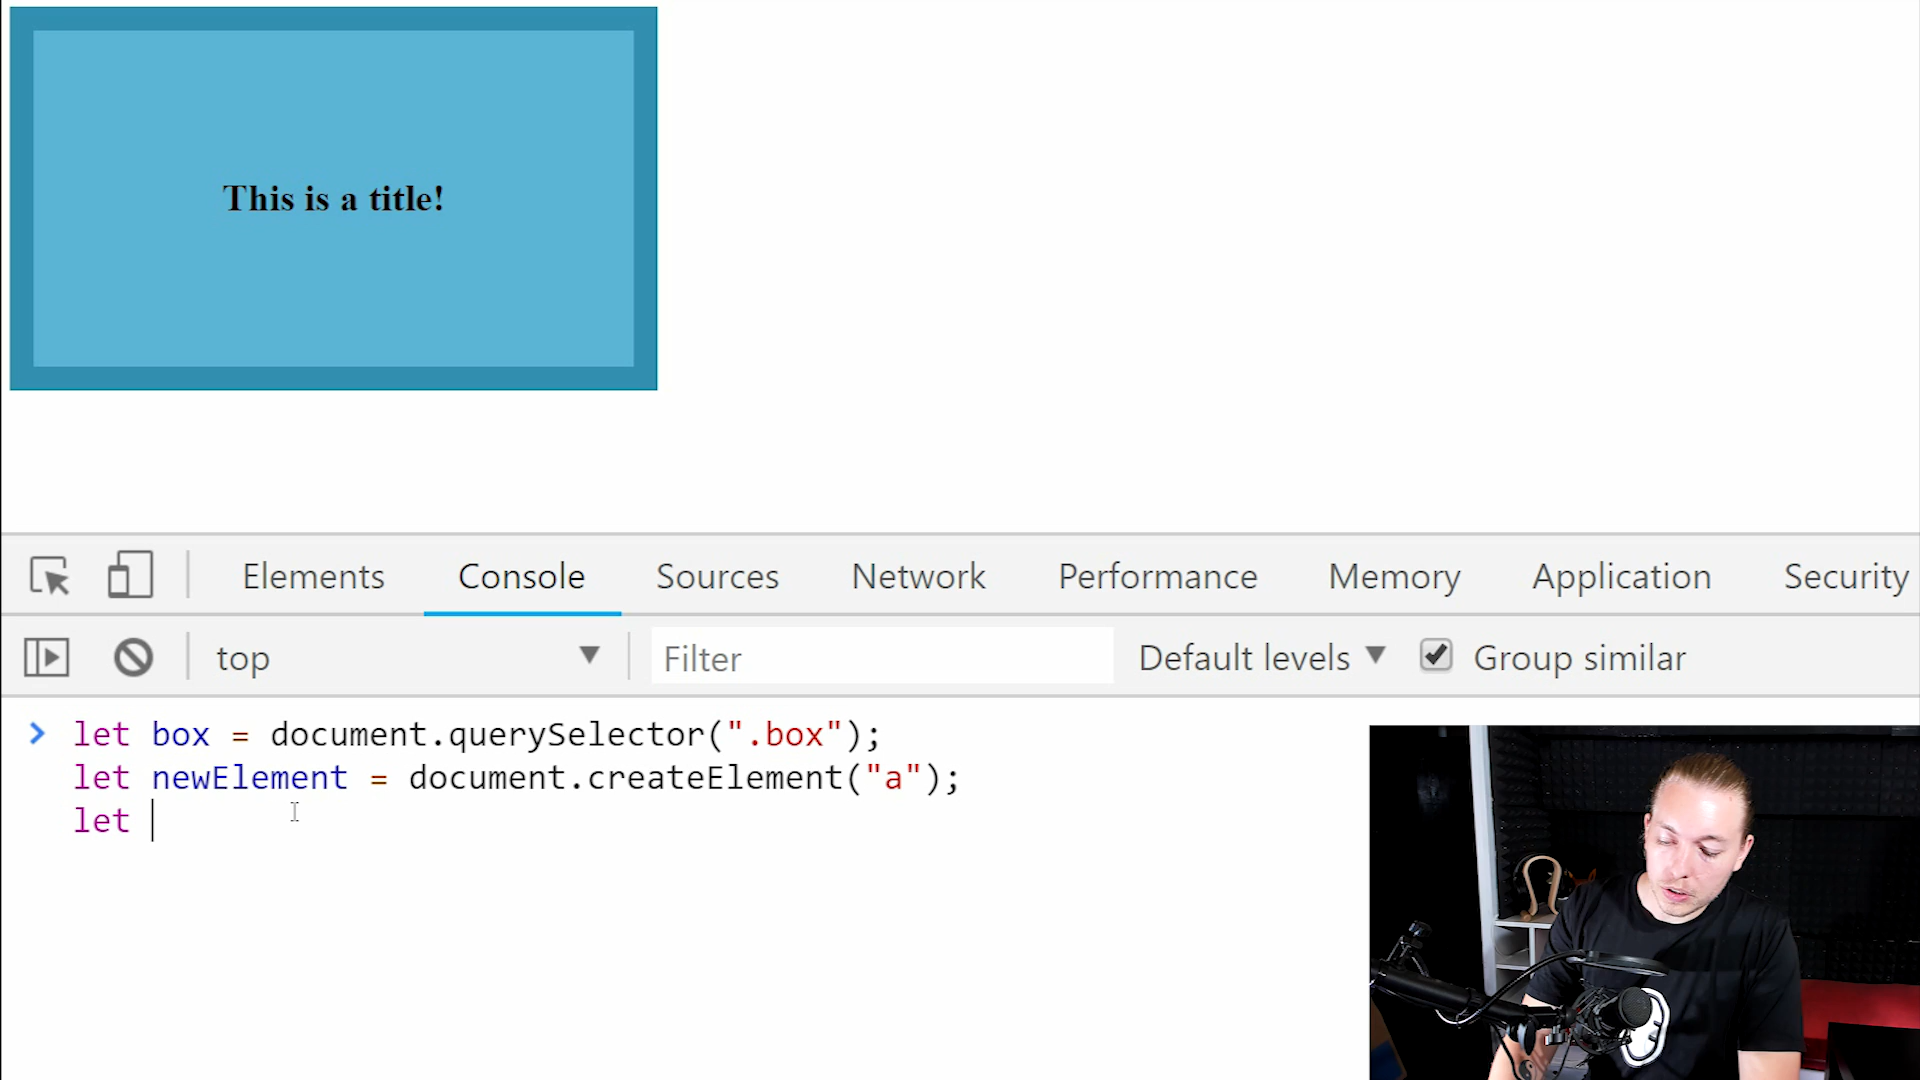 This is a title!
Elements Console Sources Network Performance Memory Application Security
top Filter Default levels Group similar
let box = document.querySelector(".box");
let newElement = document.createElement("a");
let